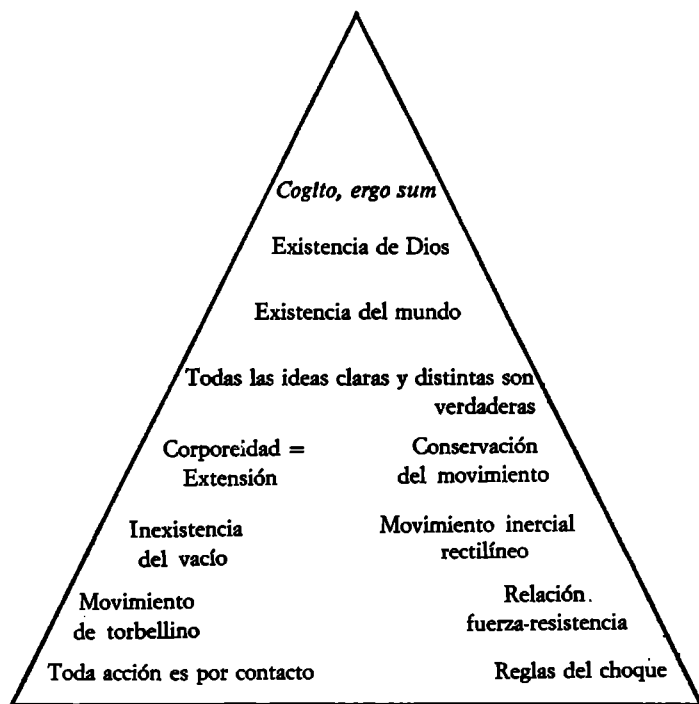 Cogito, ergo sum
Existencia de Dios
Existencia del mundo
Todas las ideas claras y distintas son
verdaderas
Corporeidad =
Extensión
Conservación
del movimiento
Inexistencia
del vacío
Movimiento inercial
rectilíneo
Movimiento
de torbellino
Relación.
fuerza-resistencia
Toda acción es por contacto
Reglas del choque